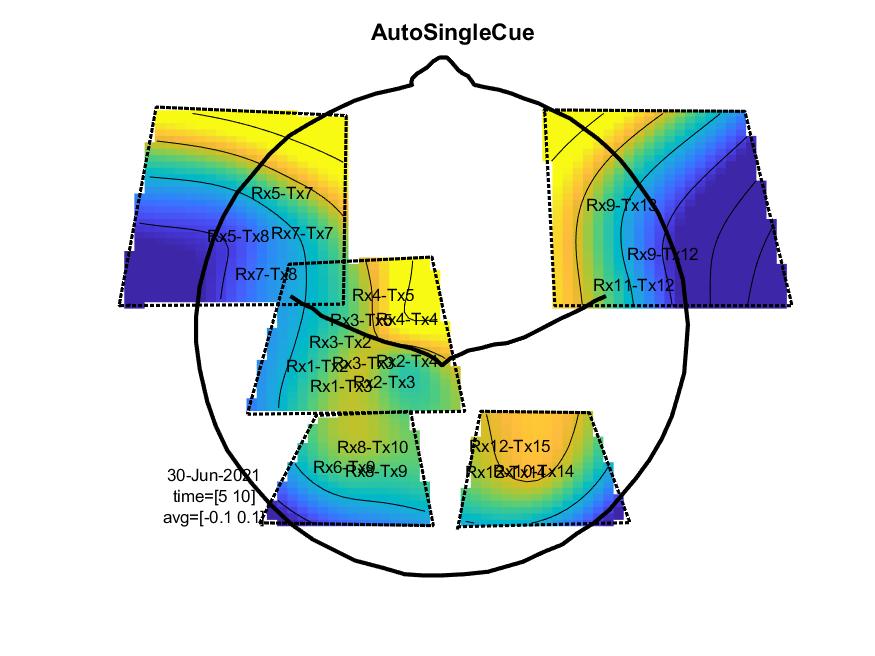 AutoSingleCue
Rx5-Tx7
Rx9-Tx13
Rx5-Tx8
Rx7-Tx7
Rx9-Tx12
Rx7-Tx8
Rx11-Tx12
Rx4-Tx5
Rx3-Tx5
Rx4-Tx4
Rx3-Tx2
Rx1-Tx2
Rx3-Tx3
Rx2-Tx4
Rx1-Tx3
Rx2-Tx3
Rx8-Tx10
Rx12-Tx15
Rx6-Tx9
Rx8-Tx9
Rx12-Tx14
Rx10-Tx14
30-Jun-2021
time=[5 10]
avg=[-0.1 0.1]